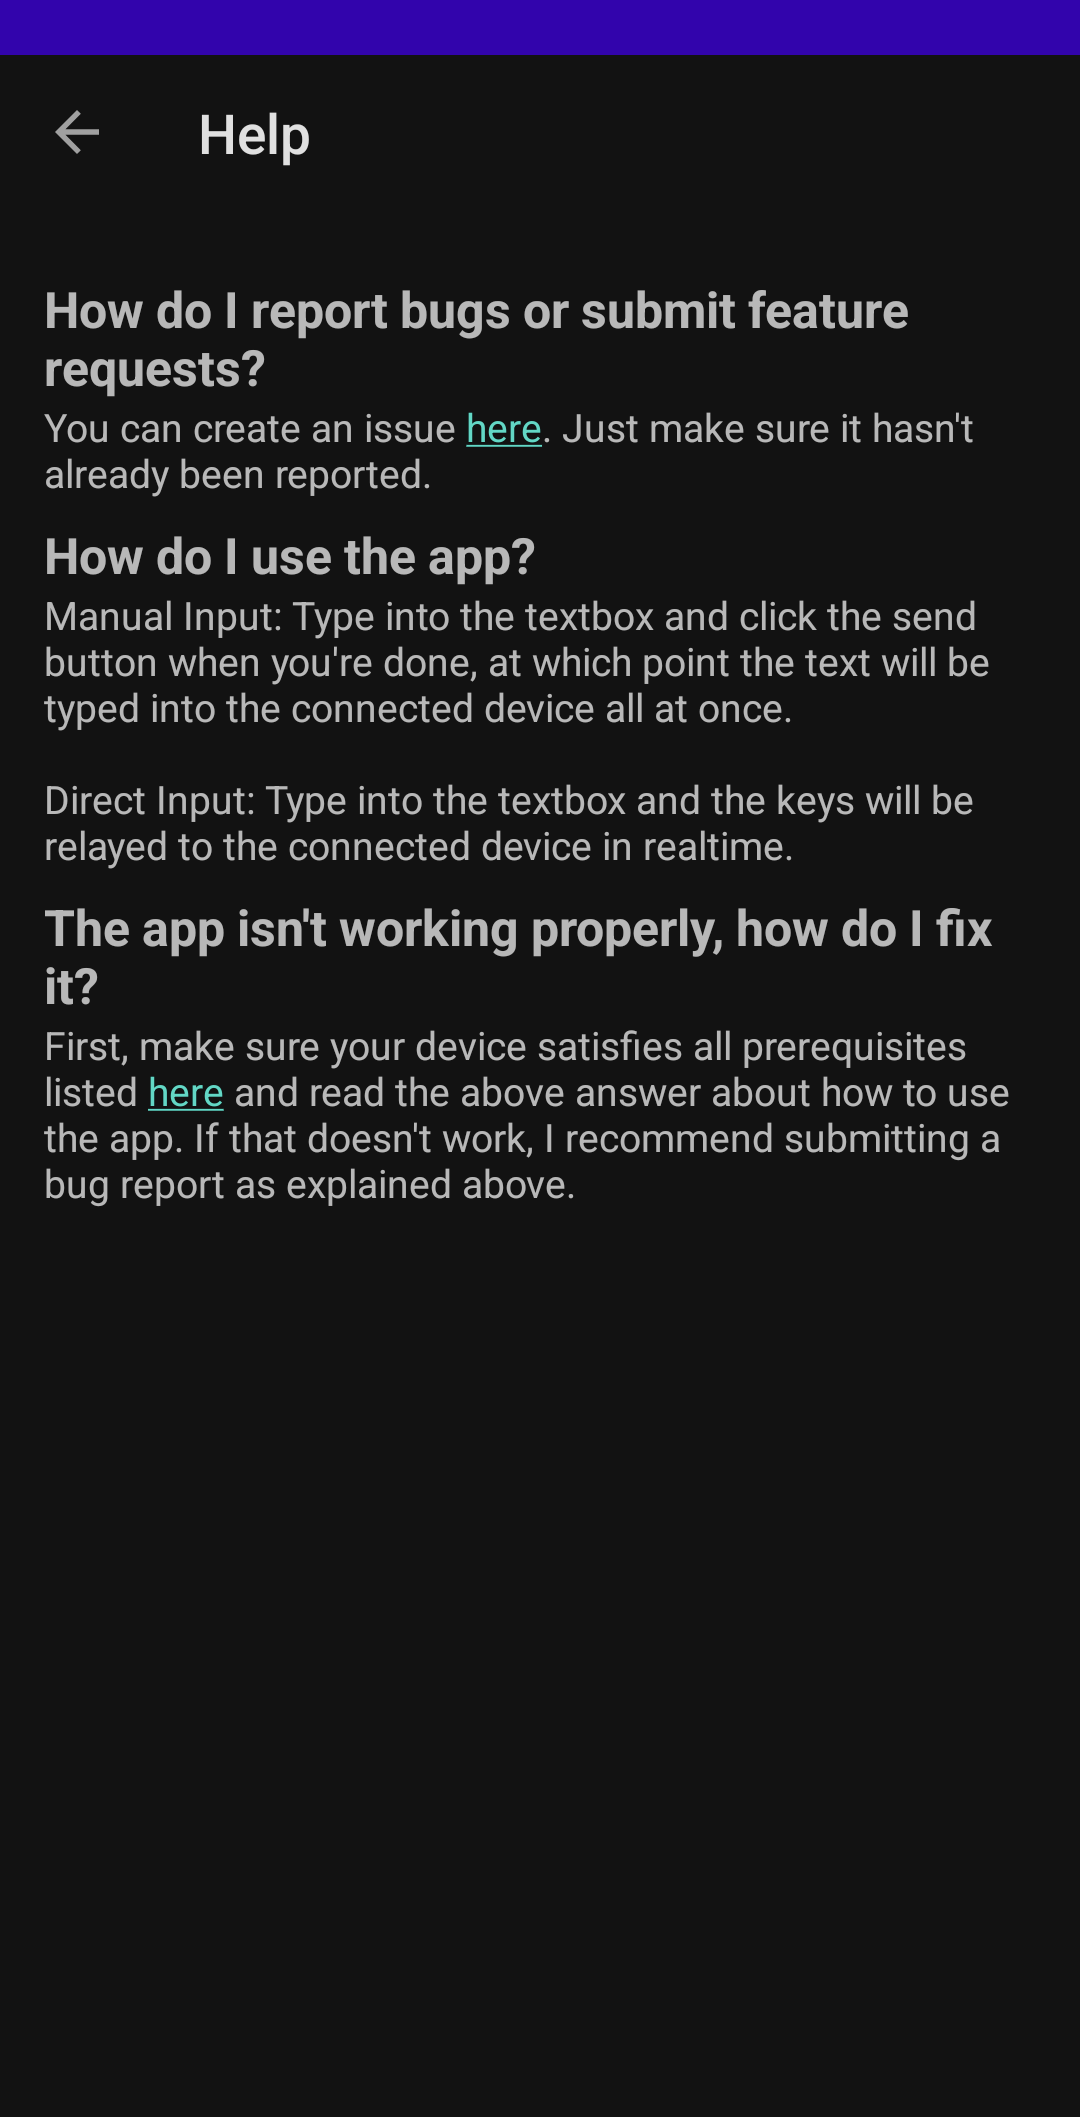 Help
How do I report bugs or submit feature
requests?
You can create an issue here. Just make sure it hasn't
already been reported.
How do I use the app?
Manual Input: Type into the textbox and click the send
button when you're done, at which point the text will be
typed into the connected device all at once.
Direct Input: Type into the textbox and the keys will be
relayed to the connected device in realtime.
The app isn't working properly, how do I fix
it?
First, make sure your device satisfies all prerequisites
listed here and read the above answer about how to use
the app. If that doesn't work, I recommend submitting a
bug report as explained above.